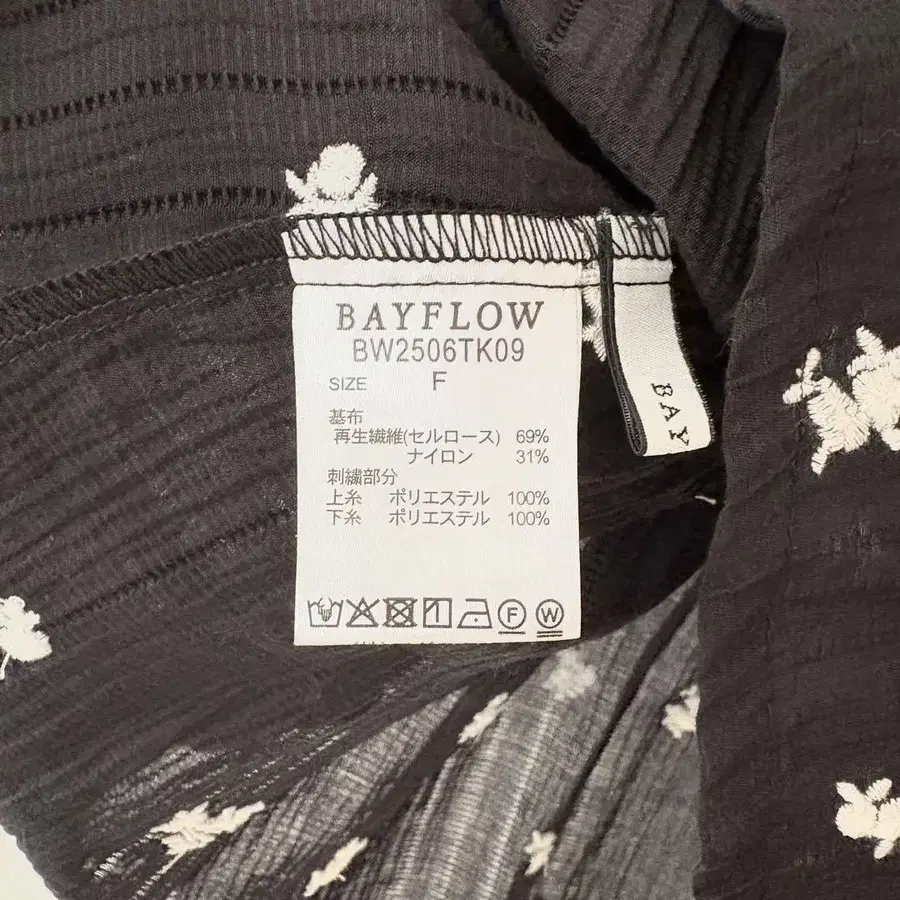 BAYFLOW
BW2506TK09
SIZE F
基布
再生繊維(セルロース) 69%
ナイロン 31%
刺繍部分
上糸 ポリエステル 100%
下糸 ポリエステル 100%
F W
BAY